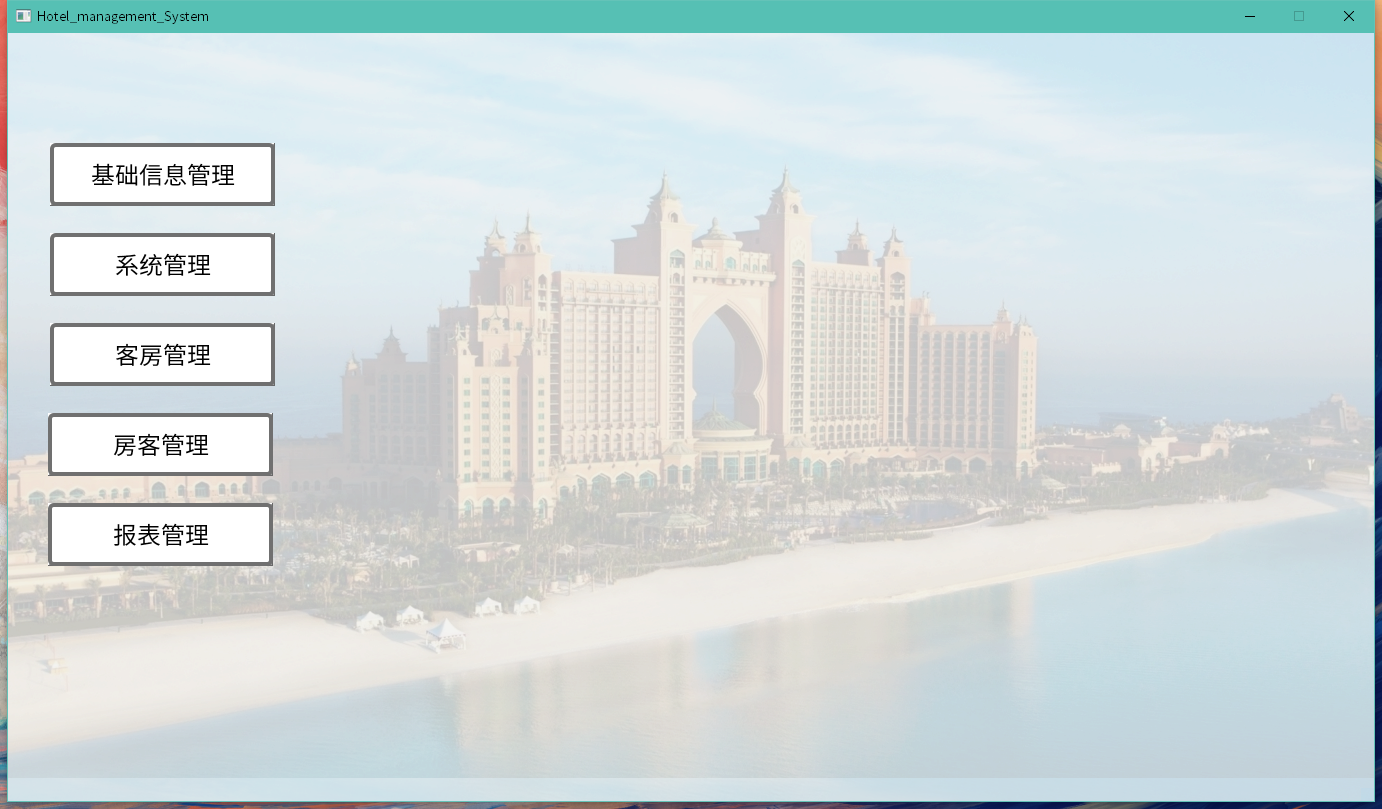 Hotel_management_System
基础信息管理
系统管理
客房管理
房客管理
报表管理